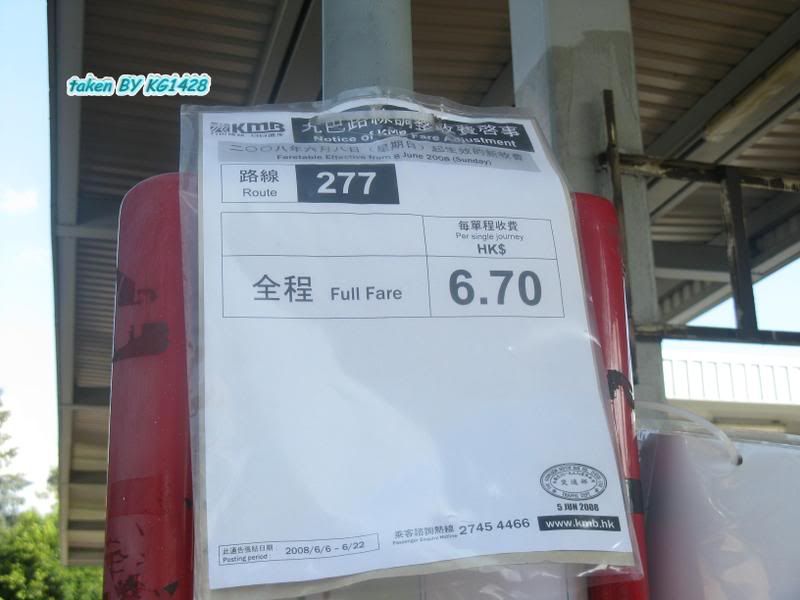 taken BY KG1428
KMB
九巴路線調整收費啓事
Notice of KMB Fare Adjustment
二〇〇八年六月八日（星期日）起生效的新收費
Faretable Effective from 8 June 2008 (Sunday)
路線
Route
277
每單程收費
Per single journey
HK$
全程 Full Fare
6.70
交通部
TRAFFIC DEPT.
5 JUN 2008
此通告張貼日期
Posting period :
2008/6/6 – 6/22
乘客諮詢熱線 2745 4466
Passenger Enquire Hotline
www.kmb.hk